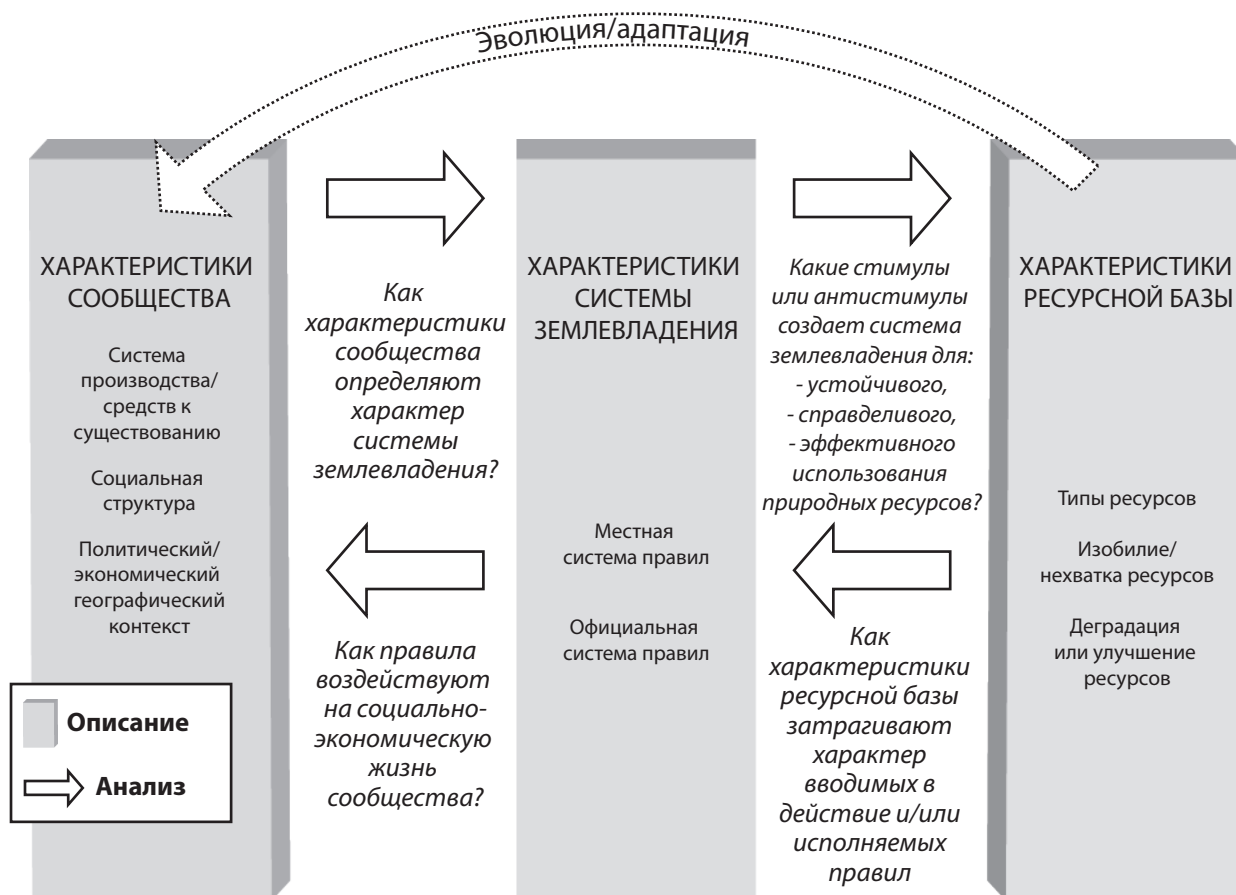 Эволюция/адаптация
ХАРАКТЕРИСТИКИ
СООБЩЕСТВА
Система
производства/
средств к
существованию
Социальная
структура
Политический/
экономический
географический
контекст
Как
характеристики
сообщества
определяют
характер
системы
землевладения?
Как правила
воздействуют
на социально-
экономическую
жизнь
сообщества?
ХАРАКТЕРИСТИКИ
СИСТЕМЫ
ЗЕМЛЕВЛАДЕНИЯ
Местная
система правил
Официальная
система правил
Какие стимулы
или антистимулы
создает система
землевладения для:
- устойчивого,
- справделивого,
- эффективного
использования
природных ресурсов?
Как
характеристики
ресурсной базы
затрагивают
характер
вводимых в
действие и/или
исполняемых
правил
ХАРАКТЕРИСТИКИ
РЕСУРСНОЙ БАЗЫ
Типы ресурсов
Изобилие/
нехватка ресурсов
Деградация
или улучшение
ресурсов
Описание
Анализ